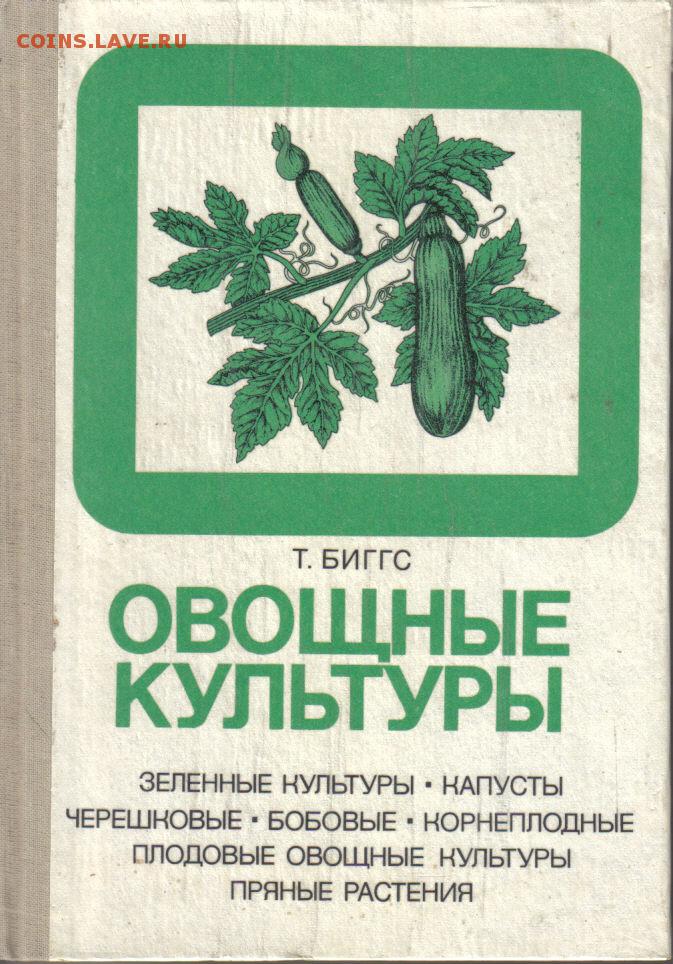 COINS.LAVE.RU
Т. БИГГС
ОВОЩНЫЕ
КУЛЬТУРЫ
ЗЕЛЕННЫЕ КУЛЬТУРЫ · КАПУСТЫ
ЧЕРЕШКОВЫЕ · БОБОВЫЕ · КОРНЕПЛОДНЫЕ
ПЛОДОВЫЕ ОВОЩНЫЕ КУЛЬТУРЫ
ПРЯНЫЕ РАСТЕНИЯ